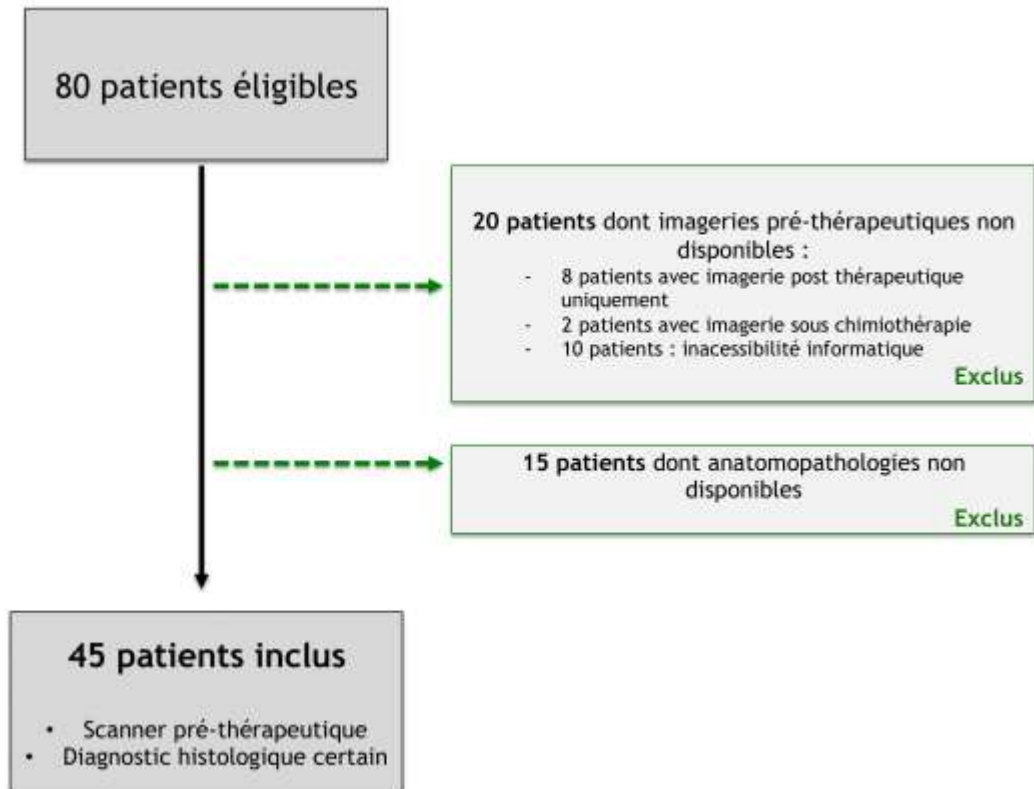 80 patients éligibles
20 patients dont imageries pré-thérapeutiques non
disponibles :
- 8 patients avec imagerie post thérapeutique
uniquement
- 2 patients avec imagerie sous chimiothérapie
- 10 patients : inacessibilité informatique
Exclus
15 patients dont anatomopathologies non
disponibles
Exclus
45 patients inclus
• Scanner pré-thérapeutique
• Diagnostic histologique certain